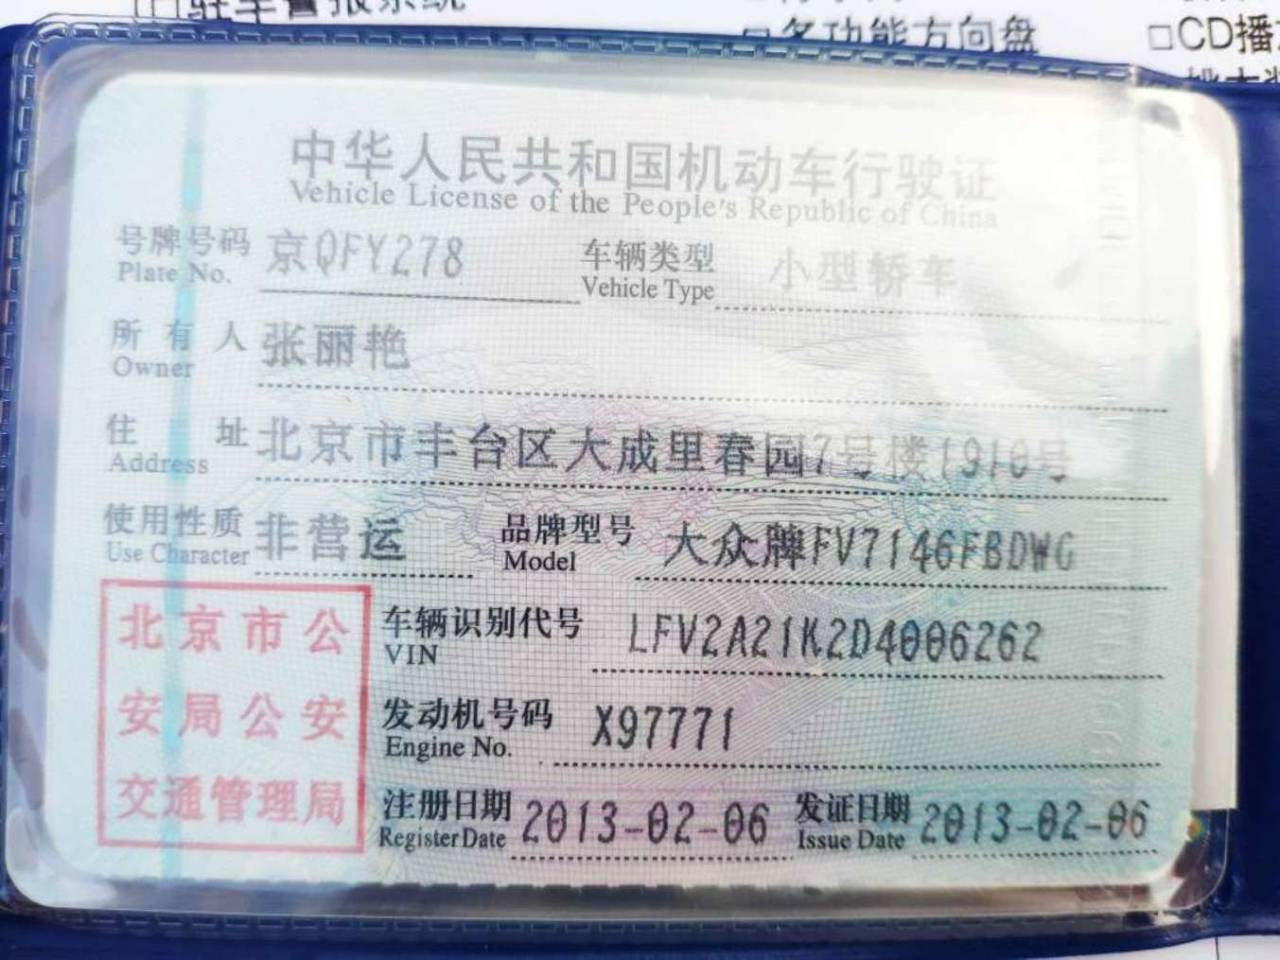 □驻车警报系统
□多功能方向盘
□CD播
中华人民共和国机动车行驶证
Vehicle License of the People's Republic of China
号牌号码 京QFY278 车辆类型 小型轿车
Plate No. Vehicle Type
所有人 张丽艳
Owner
住址 北京市丰台区大成里春园7号楼1910号
Address
使用性质 非营运 品牌型号 大众牌FV7146FBDWG
Use Character Model
北京市公
安局公安
交通管理局
车辆识别代号 LFV2A21K2D4006262
VIN
发动机号码 X97771
Engine No.
注册日期 2013-02-06 发证日期 2013-02-06
Register Date Issue Date